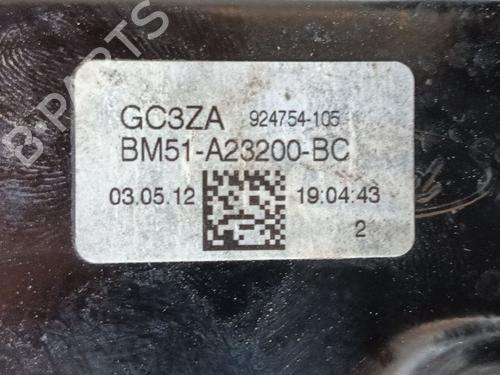 B-PARTS
GC3ZA 924754-105
BM51-A23200-BC
03.05.12 19:04:43
2